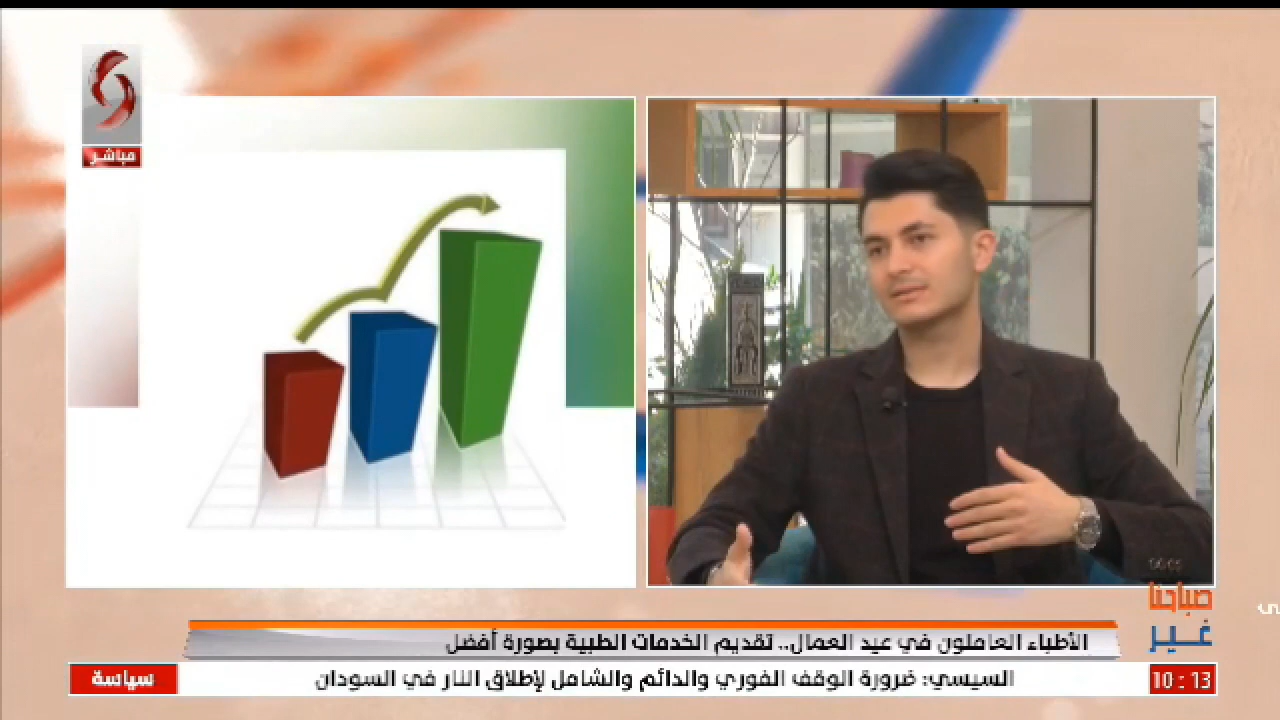 مباشر
صباحنا
غير
الأطباء العاملون في عيد العمال.. تقديم الخدمات الطبية بصورة أفضل
سياسة
السيسي: ضرورة الوقف الفوري والدائم والشامل لإطلاق النار في السودان
10:13